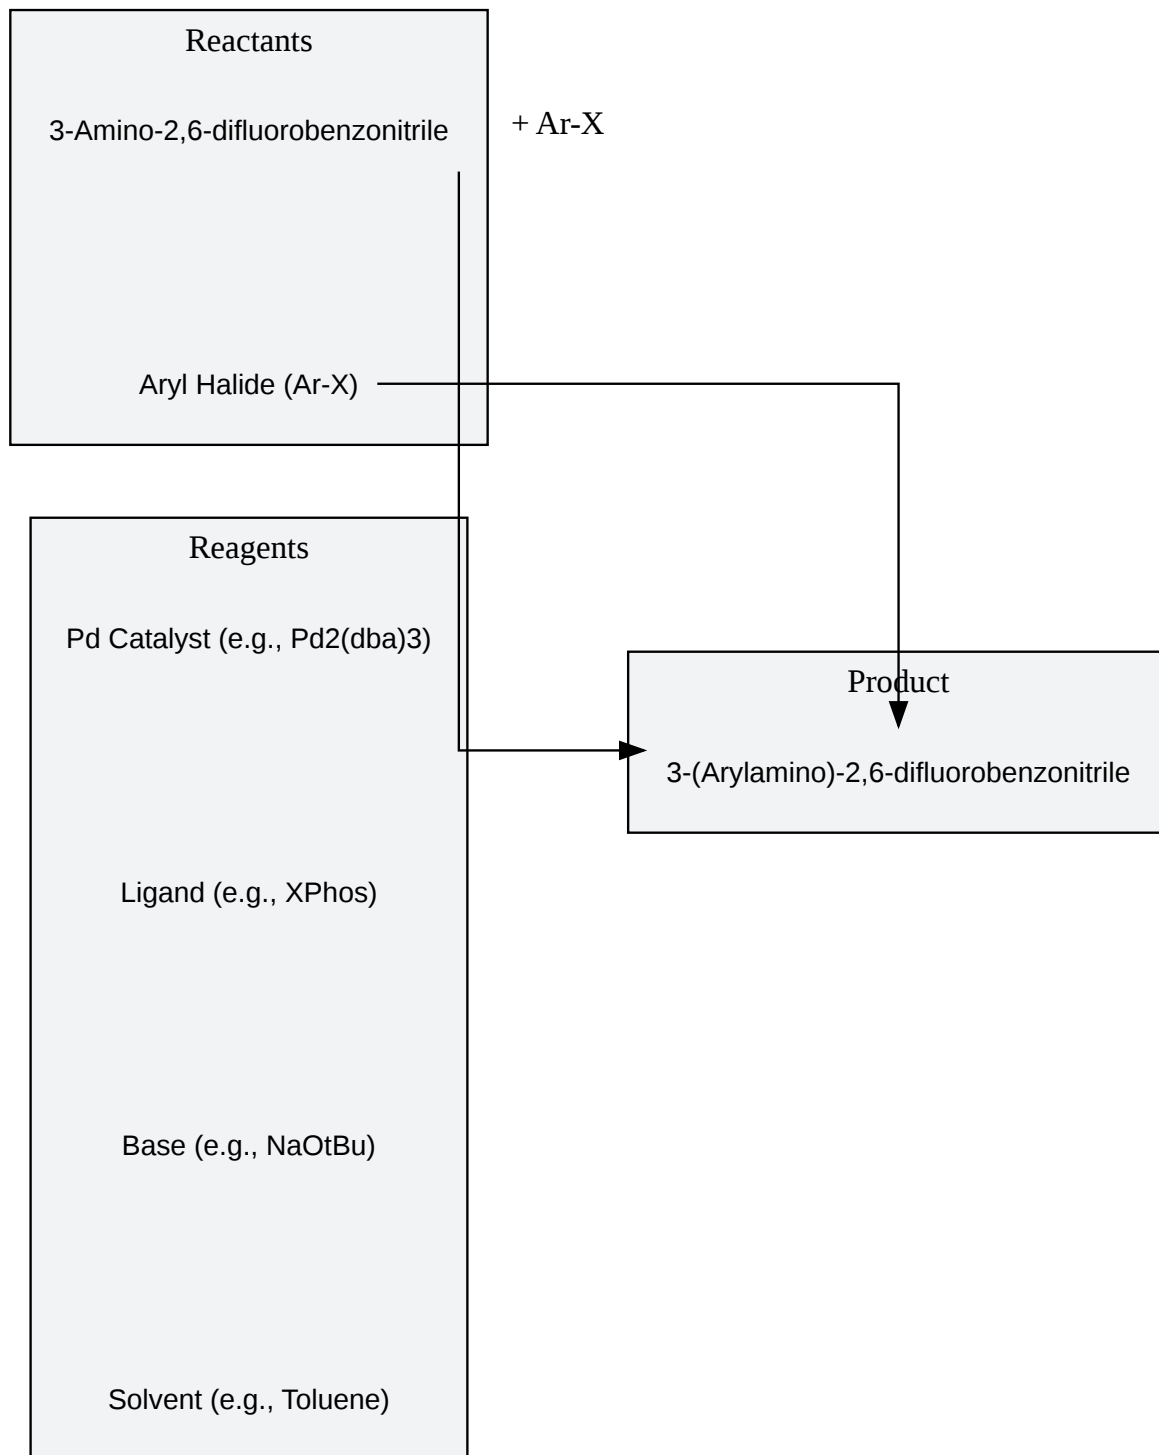 Reactants
3-Amino-2,6-difluorobenzonitrile
+ Ar-X
Aryl Halide (Ar-X)
Reagents
Pd Catalyst (e.g., Pd2(dba)3)
Product
3-(Arylamino)-2,6-difluorobenzonitrile
Ligand (e.g., XPhos)
Base (e.g., NaOtBu)
Solvent (e.g., Toluene)